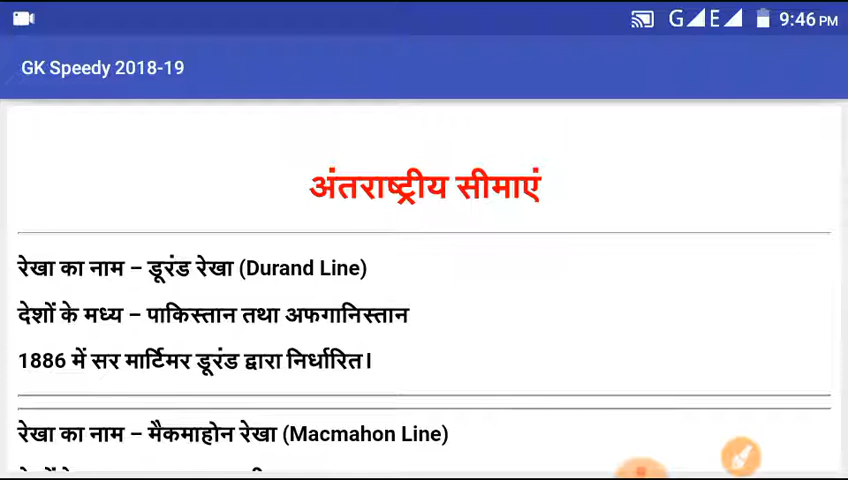 G E 9:46 PM
GK Speedy 2018-19
अंतराष्ट्रीय सीमाएं
रेखा का नाम – डूरंड रेखा (Durand Line)
देशों के मध्य – पाकिस्तान तथा अफगानिस्तान
1886 में सर मार्टिमर डूरंड द्वारा निर्धारित।
रेखा का नाम – मैकमाहोन रेखा (Macmahon Line)